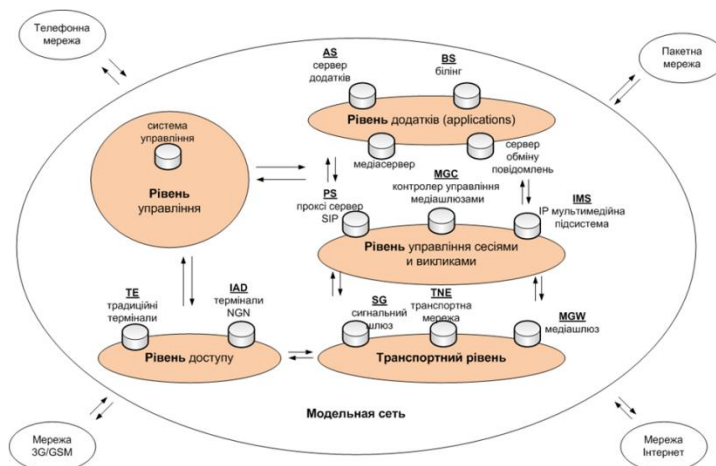 Телефонна
мережа
Пакетна
мережа
AS
сервер
додатків
BS
білінг
Рівень додатків (applications)
медіасервер
сервер
обміну
повідомлень
система
управління
Рівень
управління
PS
проксі сервер
SIP
MGC
контролер управління
медіашлюзами
IMS
IP мультимедійна
підсистема
Рівень управління сесіями
и викликами
TE
традиційні
термінали
IAD
термінали
NGN
Рівень доступу
SG
сигнальний
шлюз
TNE
транспортна
мережа
MGW
медіашлюз
Транспортний рівень
Модельная сеть
Мережа
3G/GSM
Мережа
Інтернет